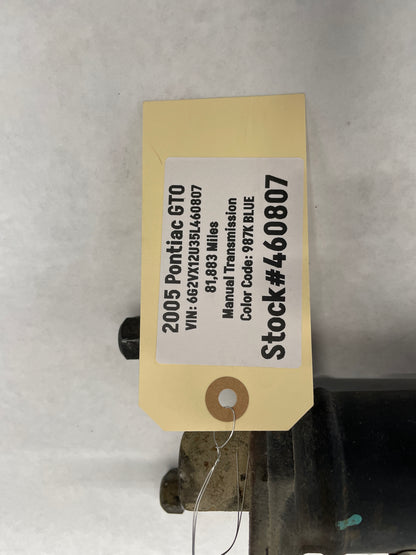 2005 Pontiac GTO
VIN: 6G2VX12U35L460807
81,883 Miles
Manual Transmission
Color Code: 987K BLUE
Stock#460807